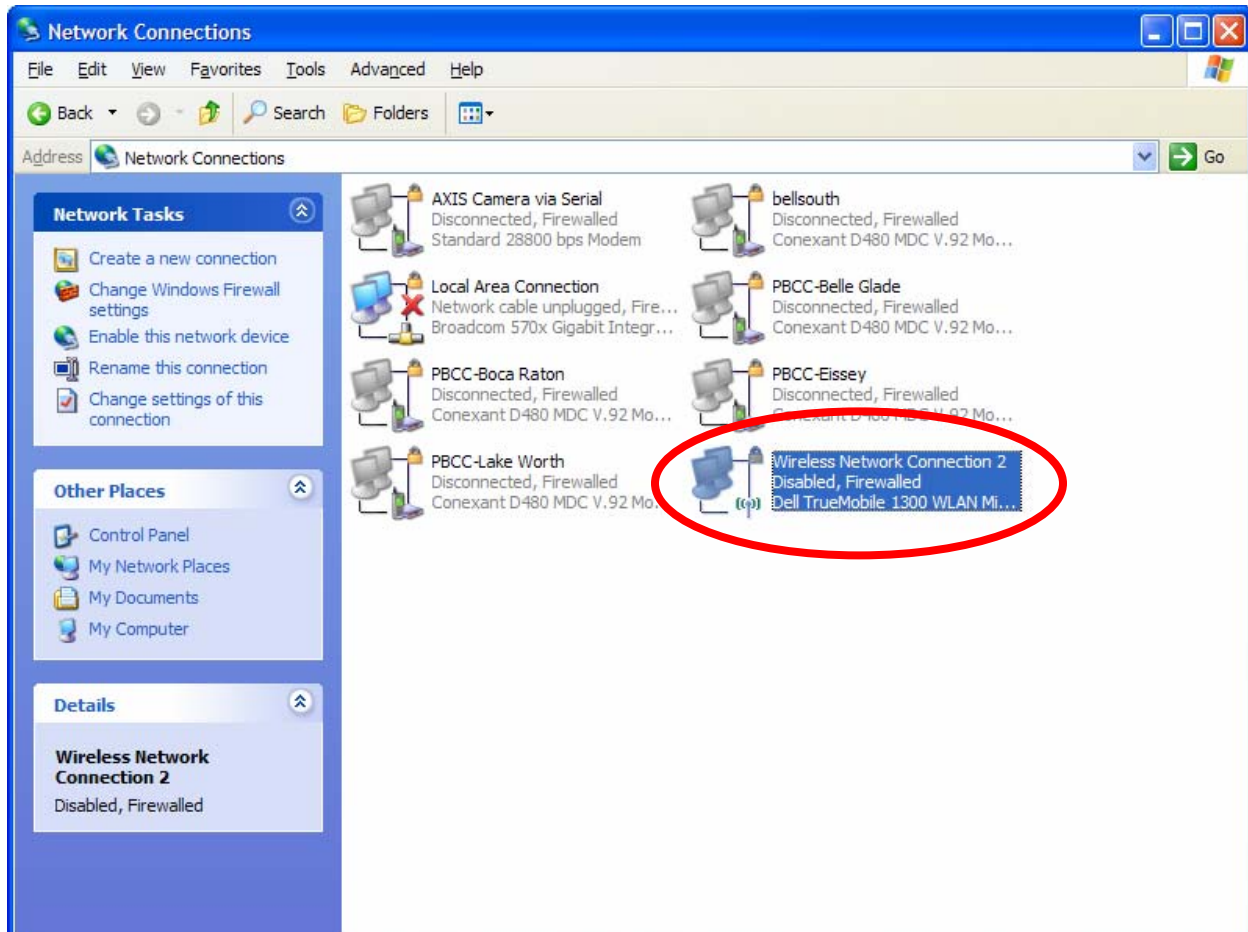 Network Connections
File Edit View Favorites Tools Advanced Help
Back Search Folders
Address Network Connections Go
Network Tasks
Create a new connection
Change Windows Firewall
settings
Enable this network device
Rename this connection
Change settings of this
connection
Other Places
Control Panel
My Network Places
My Documents
My Computer
Details
Wireless Network
Connection 2
Disabled, Firewalled
AXIS Camera via Serial
Disconnected, Firewalled
Standard 28800 bps Modem
bellsouth
Disconnected, Firewalled
Conexant D480 MDC V.92 Mo...
Local Area Connection
Network cable unplugged, Fire...
Broadcom 570x Gigabit Integr...
PBCC-Belle Glade
Disconnected, Firewalled
Conexant D480 MDC V.92 Mo...
PBCC-Boca Raton
Disconnected, Firewalled
Conexant D480 MDC V.92 Mo...
PBCC-Eissey
Disconnected, Firewalled
Conexant D480 MDC V.92 Mo...
PBCC-Lake Worth
Disconnected, Firewalled
Conexant D480 MDC V.92 Mo...
Wireless Network Connection 2
Disabled, Firewalled
Dell TrueMobile 1300 WLAN Mi...